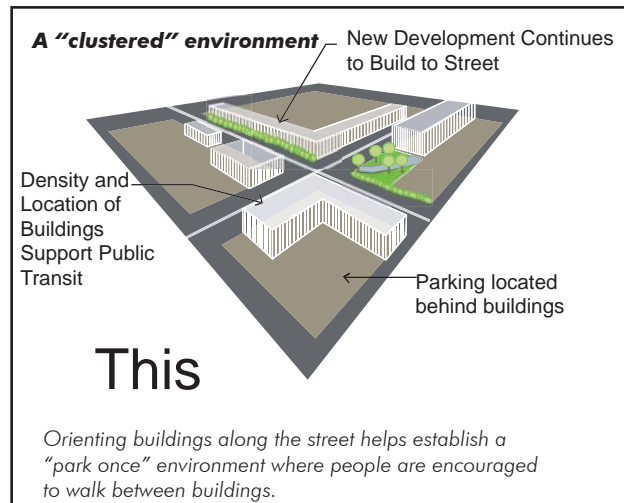 A “clustered” environment
New Development Continues
to Build to Street
Density and
Location of
Buildings
Support Public
Transit
Parking located
behind buildings
This
Orienting buildings along the street helps establish a
“park once” environment where people are encouraged
to walk between buildings.